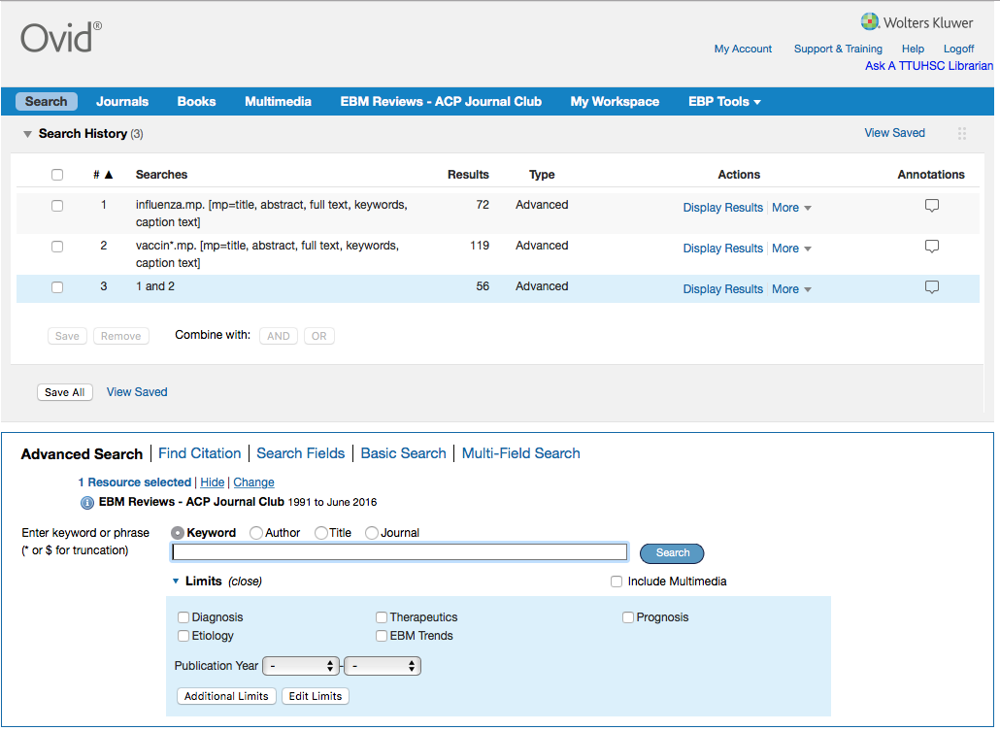 Ovid®
Wolters Kluwer
My Account Support & Training Help Logoff
Ask A TTUHSC Librarian
Search Journals Books Multimedia EBM Reviews - ACP Journal Club My Workspace EBP Tools
Search History (3) View Saved
# ▲ Searches Results Type Actions Annotations
1 influenza.mp. [mp=title, abstract, full text, keywords, 72 Advanced Display Results More
caption text]
2 vaccin*.mp. [mp=title, abstract, full text, keywords, 119 Advanced Display Results More
caption text]
3 1 and 2 56 Advanced Display Results More
Save Remove Combine with: AND OR
Save All View Saved
Advanced Search | Find Citation | Search Fields | Basic Search | Multi-Field Search
1 Resource selected | Hide | Change
EBM Reviews - ACP Journal Club 1991 to June 2016
Enter keyword or phrase Keyword Author Title Journal
(* or $ for truncation) Search
Limits (close) Include Multimedia
Diagnosis Therapeutics Prognosis
Etiology EBM Trends
Publication Year - - -
Additional Limits Edit Limits